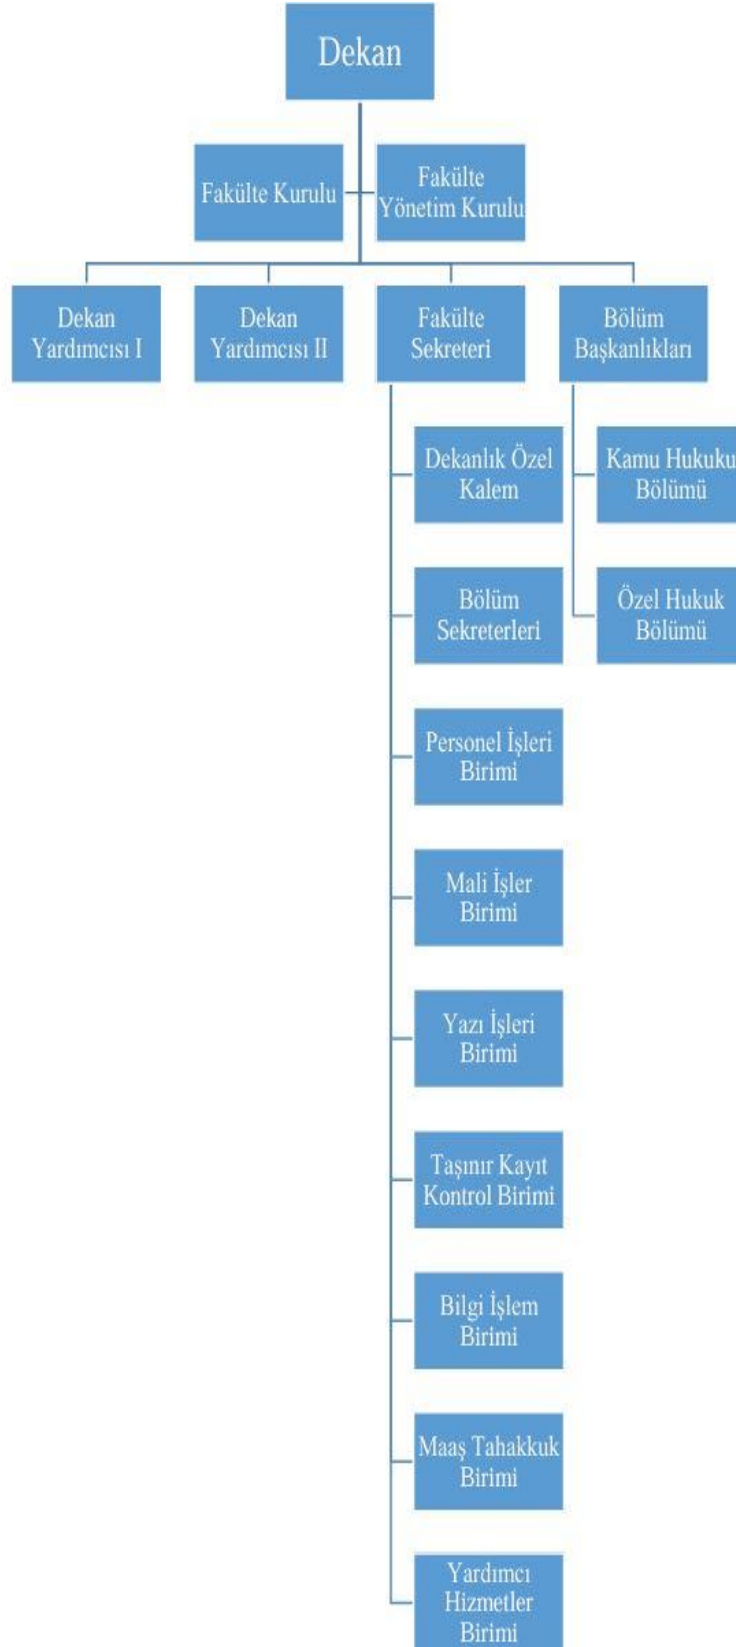 Dekan
Fakülte Kurulu
Fakülte
Yönetim Kurulu
Dekan
Yardımcısı I
Dekan
Yardımcısı II
Fakülte
Sekreteri
Bölüm
Başkanlıkları
Dekanlık Özel
Kalem
Kamu Hukuku
Bölümü
Bölüm
Sekreterleri
Özel Hukuk
Bölümü
Personel İşleri
Birimi
Mali İşler
Birimi
Yazı İşleri
Birimi
Taşınır Kayıt
Kontrol Birimi
Bilgi İşlem
Birimi
Maaş Tahakkuk
Birimi
Yardımcı
Hizmetler
Birimi